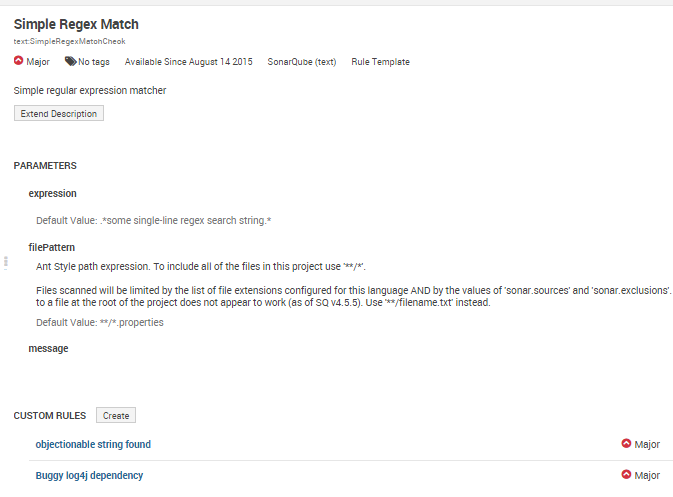 Simple Regex Match
text:SimpleRegexMatchCheck
Major No tags Available Since August 14 2015 SonarQube (text) Rule Template
Simple regular expression matcher
Extend Description
PARAMETERS
expression
Default Value: .*some single-line regex search string.*
filePattern
Ant Style path expression. To include all of the files in this project use '**/*'.
Files scanned will be limited by the list of file extensions configured for this language AND by the values of 'sonar.sources' and 'sonar.exclusions'.
to a file at the root of the project does not appear to work (as of SQ v4.5.5). Use '**/filename.txt' instead.
Default Value: **/*.properties
message
CUSTOM RULES Create
objectionable string found Major
Buggy log4j dependency Major